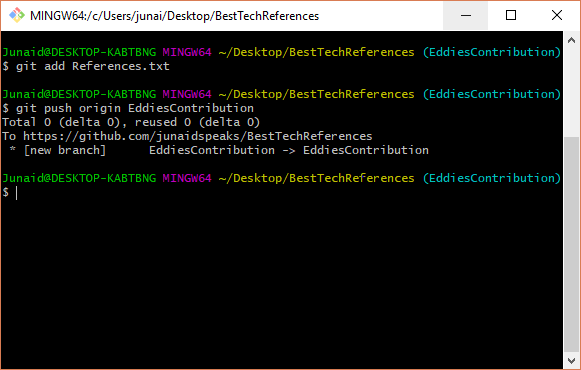 MINGW64:/c/Users/junai/Desktop/BestTechReferences
Junaid@DESKTOP-KABTBNG MINGW64 ~/Desktop/BestTechReferences (EddiesContribution)
$ git add References.txt
Junaid@DESKTOP-KABTBNG MINGW64 ~/Desktop/BestTechReferences (EddiesContribution)
$ git push origin EddiesContribution
Total 0 (delta 0), reused 0 (delta 0)
To https://github.com/junaidspeaks/BestTechReferences
 * [new branch]      EddiesContribution -> EddiesContribution
Junaid@DESKTOP-KABTBNG MINGW64 ~/Desktop/BestTechReferences (EddiesContribution)
$